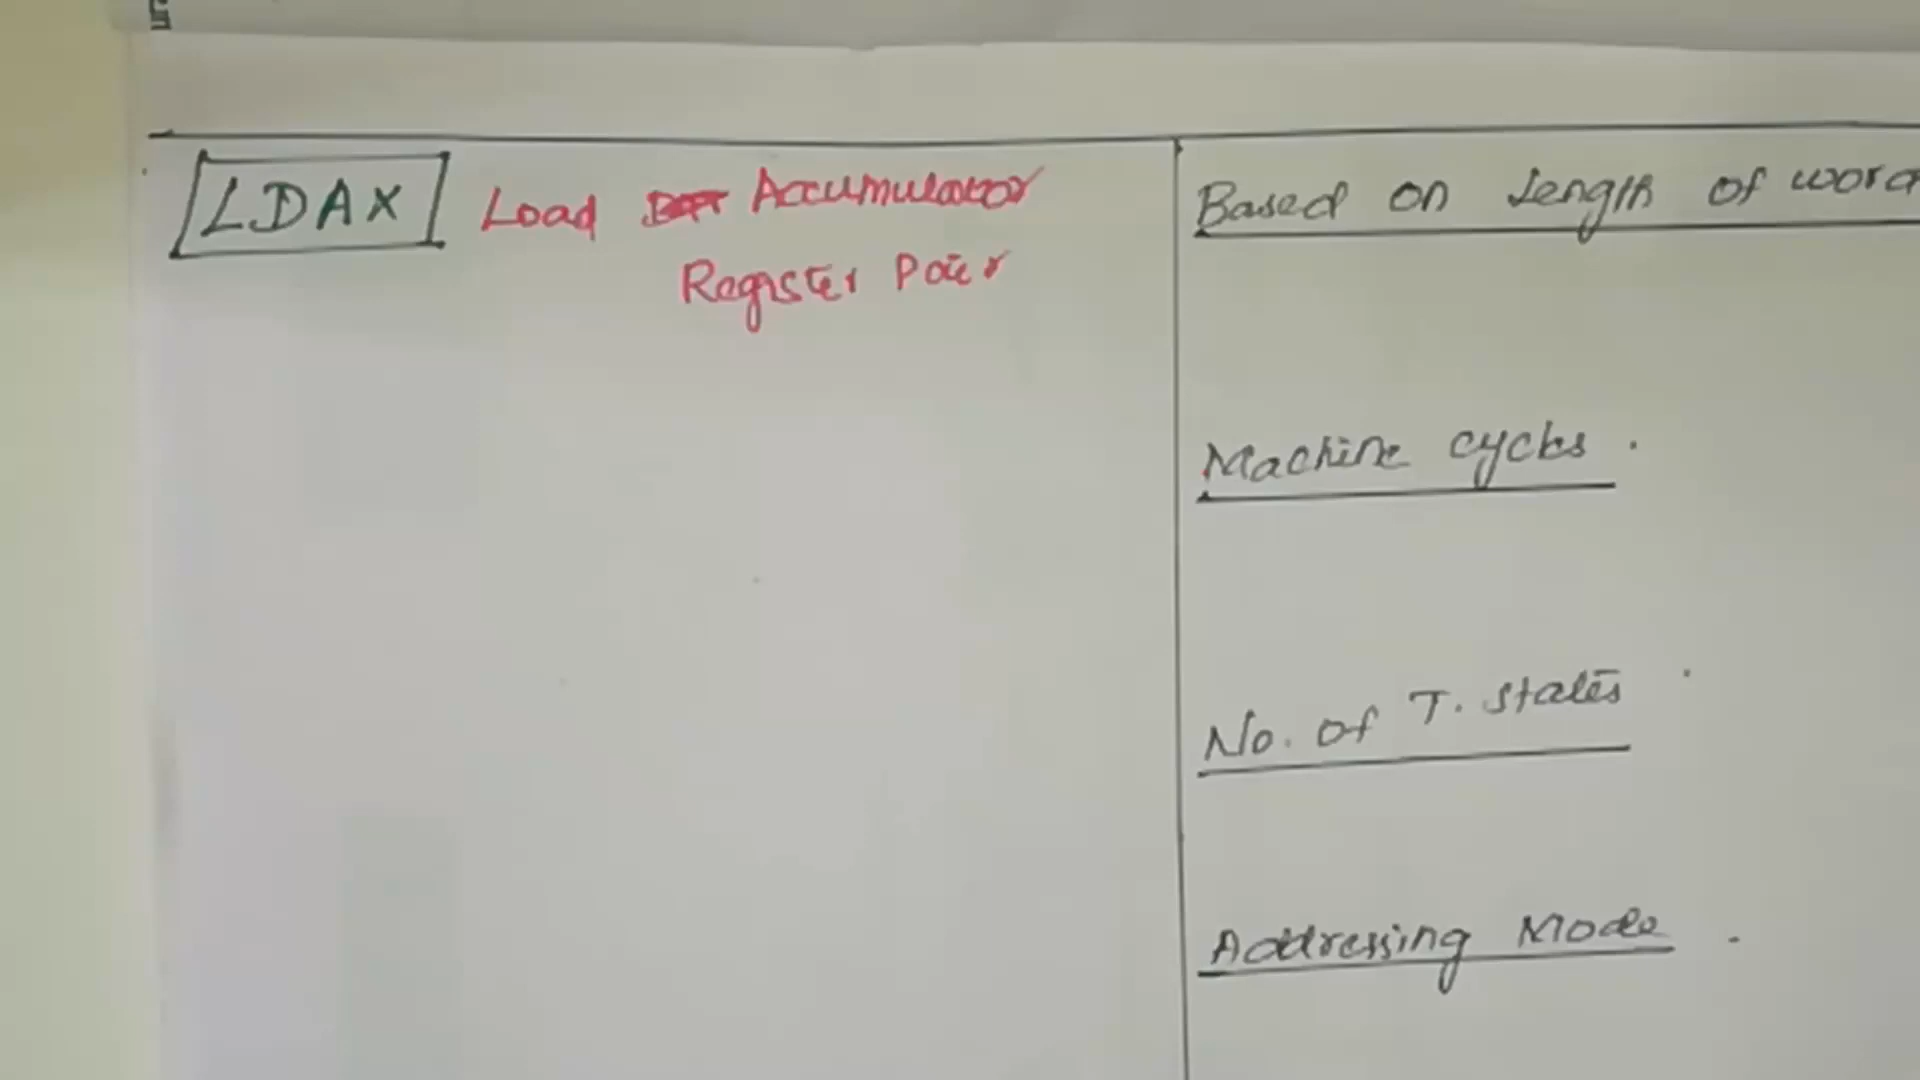 LDAX Load Accumulator
Register Pair
Based on Length of word
Machine cycles.
No. of T. states
Addressing Mode.